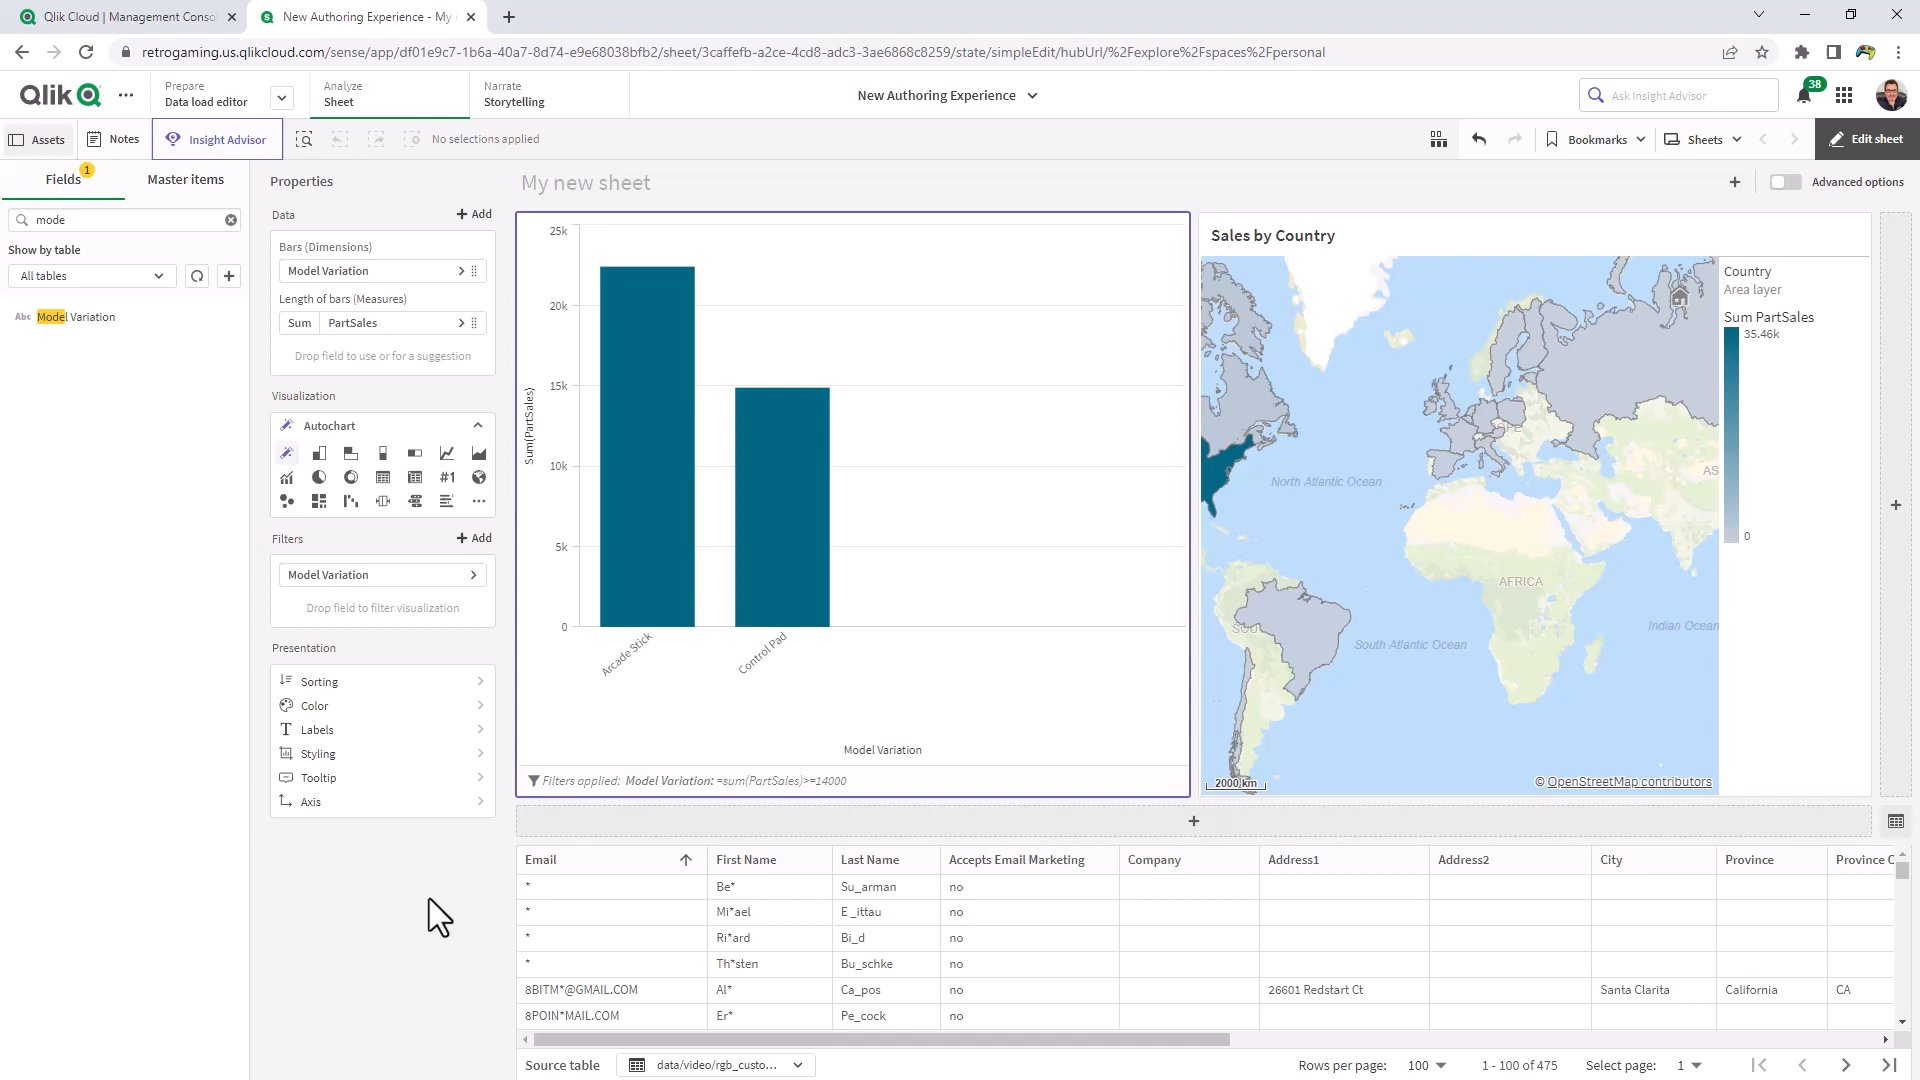 Qlik Cloud | Management Conso
New Authoring Experience - My
retrogaming.us.qlikcloud.com/sense/app/df01e9c7-1b6a-40a7-8d74-e9e68038bfb2/sheet/3caffefb-a2ce-4cd8-adc3-3ae6868c8259/state/simpleEdit/hubUrl/%2Fexplore%2Fspaces%2Fpersonal
Qlik
Prepare
Data load editor
Analyze
Sheet
Narrate
Storytelling
New Authoring Experience
Ask Insight Advisor
38
Assets
Notes
Insight Advisor
No selections applied
Bookmarks
Sheets
Edit sheet
Fields
1
Master items
mode
Show by table
All tables
Abc Model Variation
Properties
Data
Add
Bars (Dimensions)
Model Variation
Length of bars (Measures)
Sum PartSales
Drop field to use or for a suggestion
Visualization
Autochart
#1
Filters
Add
Model Variation
Drop field to filter visualization
Presentation
Sorting
Color
Labels
Styling
Tooltip
Axis
My new sheet
Advanced options
25k
20k
15k
10k
5k
0
Sum(PartSales)
Arcade Stick
Control Pad
Model Variation
Filters applied: Model Variation: =sum(PartSales)>=14000
Sales by Country
North Atlantic Ocean
AFRICA
South Atlantic Ocean
Indian Ocean
2000 km
© OpenStreetMap contributors
Country
Area layer
Sum PartSales
35.46k
0
Email First Name Last Name Accepts Email Marketing Company Address1 Address2 City Province Province C
* Be* Su_arman no
* Mi*ael E_ittau no
* Ri*ard Bi_d no
* Th*sten Bu_schke no
8BITM*@GMAIL.COM Al* Ca_pos no 26601 Redstart Ct Santa Clarita California CA
8POIN*MAIL.COM Er* Pe_cock no
Source table data/video/rgb_custo...
Rows per page: 100 1 - 100 of 475 Select page: 1